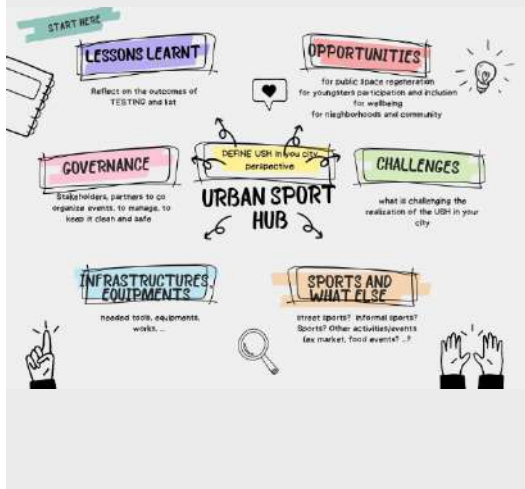 START HERE
LESSONS LEARNT
Reflect on the outcomes of
TESTING and list
OPPORTUNITIES
for public space regeneration
for youngsters participation and inclusion
for wellbeing
for nieghborhoods and community
GOVERNANCE
Stakeholders, partners to co
organize events, to manage, to
keep it clean and safe
DEFINE USH in you city
perspective
URBAN SPORT
HUB
CHALLENGES
what is challenging the
realization of the USH in your
city
INFRASTRUCTURES,
EQUIPMENTS
needed tools, equipments,
works, ...
SPORTS AND
WHAT ELSE
street sports? Informal sports?
Sports? Other activities/events
(ex market, food events? ..?